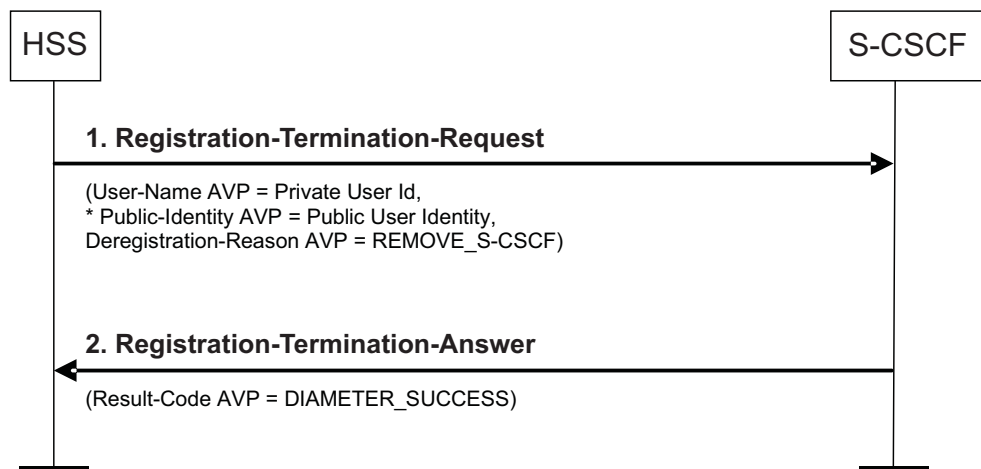 HSS
S-CSCF
1. Registration-Termination-Request
(User-Name AVP = Private User Id,
* Public-Identity AVP = Public User Identity,
Deregistration-Reason AVP = REMOVE_S-CSCF)
2. Registration-Termination-Answer
(Result-Code AVP = DIAMETER_SUCCESS)